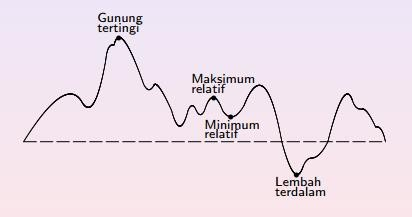 Gunung
tertingi
Maksimum
relatif
Minimum
relatif
Lembah
terdalam